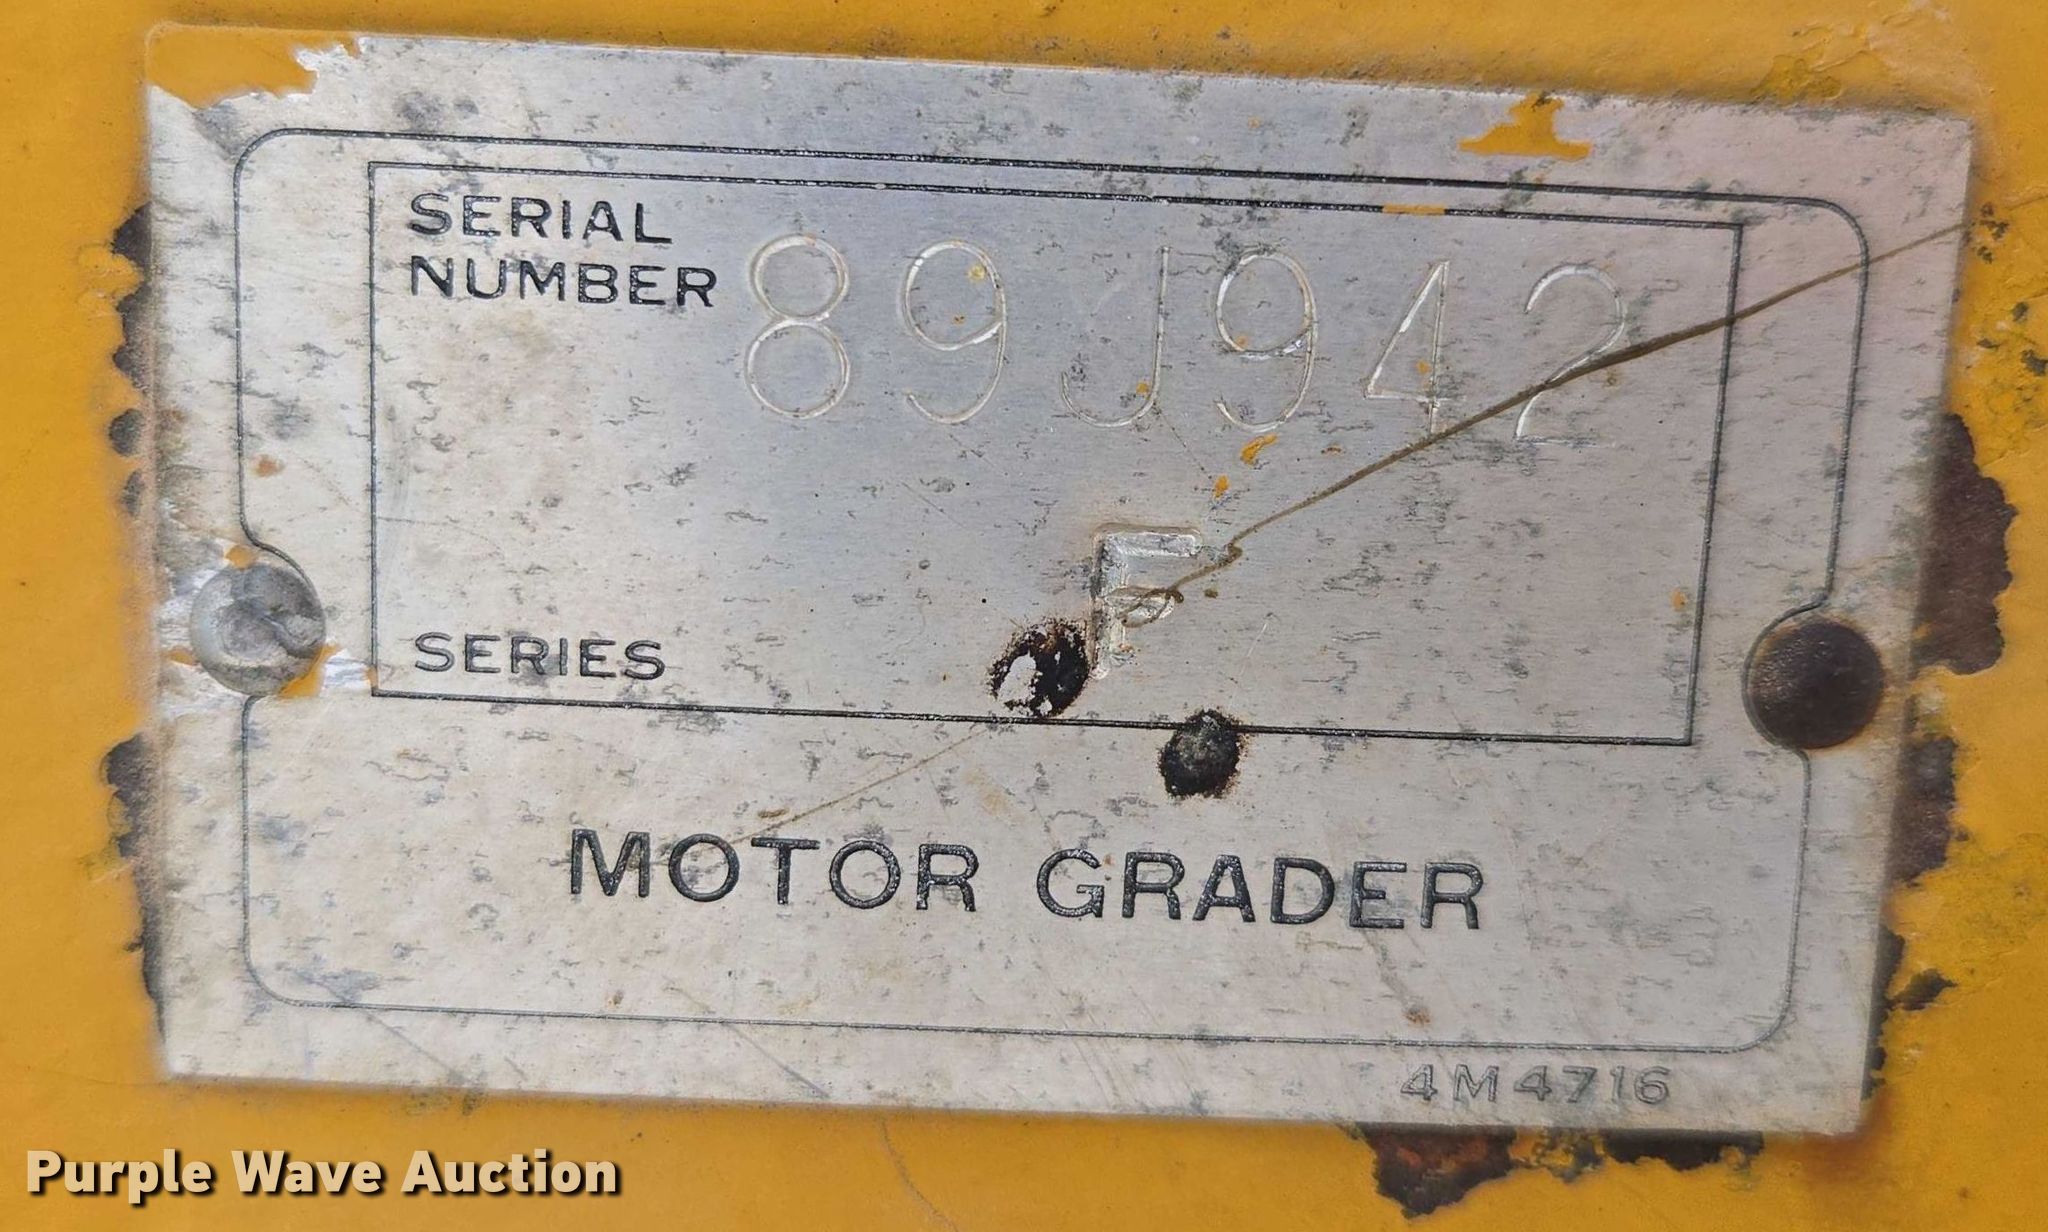 SERIAL
NUMBER 89J942
SERIES F
MOTOR GRADER
4M4716
Purple Wave Auction